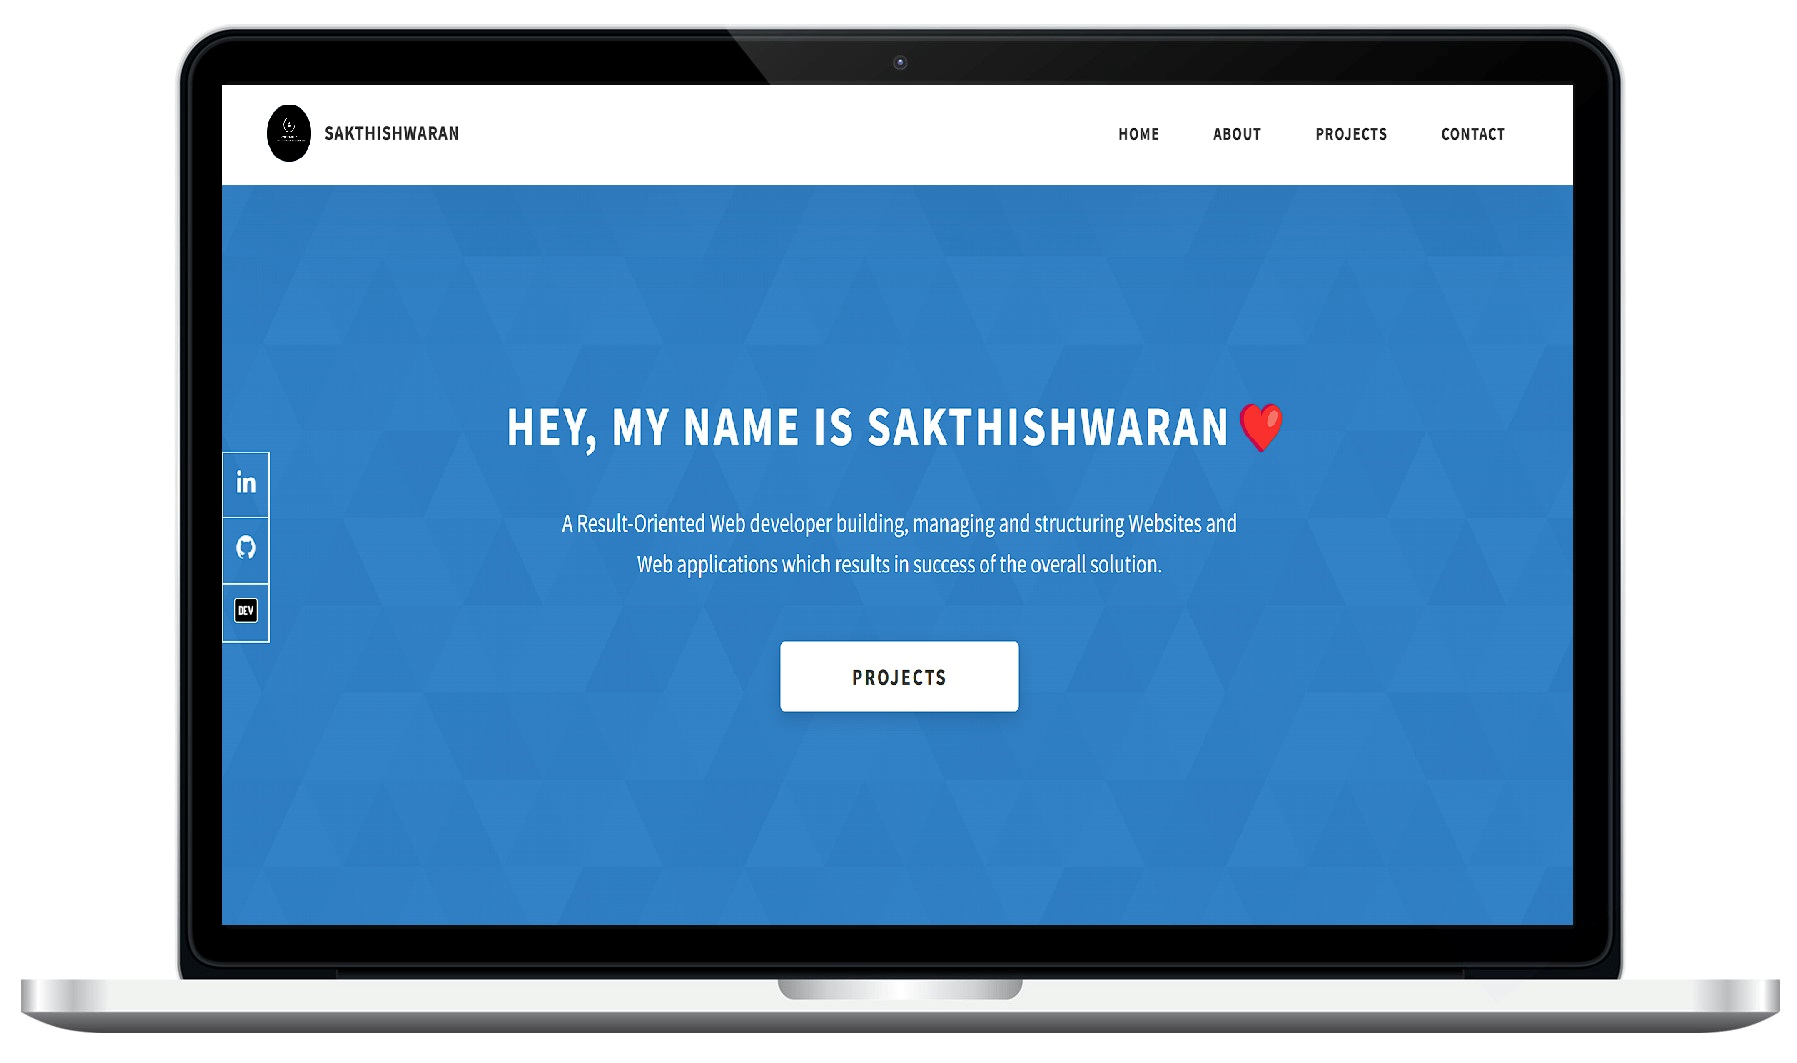 SAKTHISHWARAN
HOME ABOUT PROJECTS CONTACT
HEY, MY NAME IS SAKTHISHWARAN
A Result-Oriented Web developer building, managing and structuring Websites and
Web applications which results in success of the overall solution.
in
DEV
PROJECTS